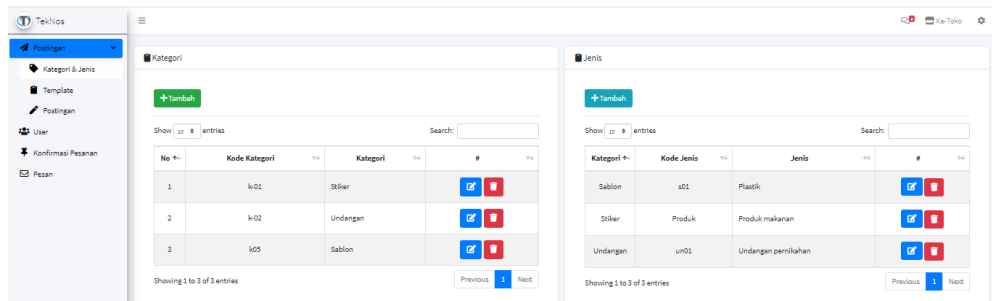 TekNos
Ke-Toko
Postingan
Kategori & Jenis
Template
Postingan
User
Konfirmasi Pesanan
Pesan
Kategori
Tambah
Show 10 entries
Search:
No Kode Kategori Kategori #
1 k-01 Stiker
2 k-02 Undangan
3 k05 Sablon
Showing 1 to 3 of 3 entries
Previous 1 Next
Jenis
Tambah
Show 10 entries
Search:
Kategori Kode Jenis Jenis #
Sablon s01 Plastik
Stiker Produk Produk makanan
Undangan un01 Undangan pernikahan
Showing 1 to 3 of 3 entries
Previous 1 Next